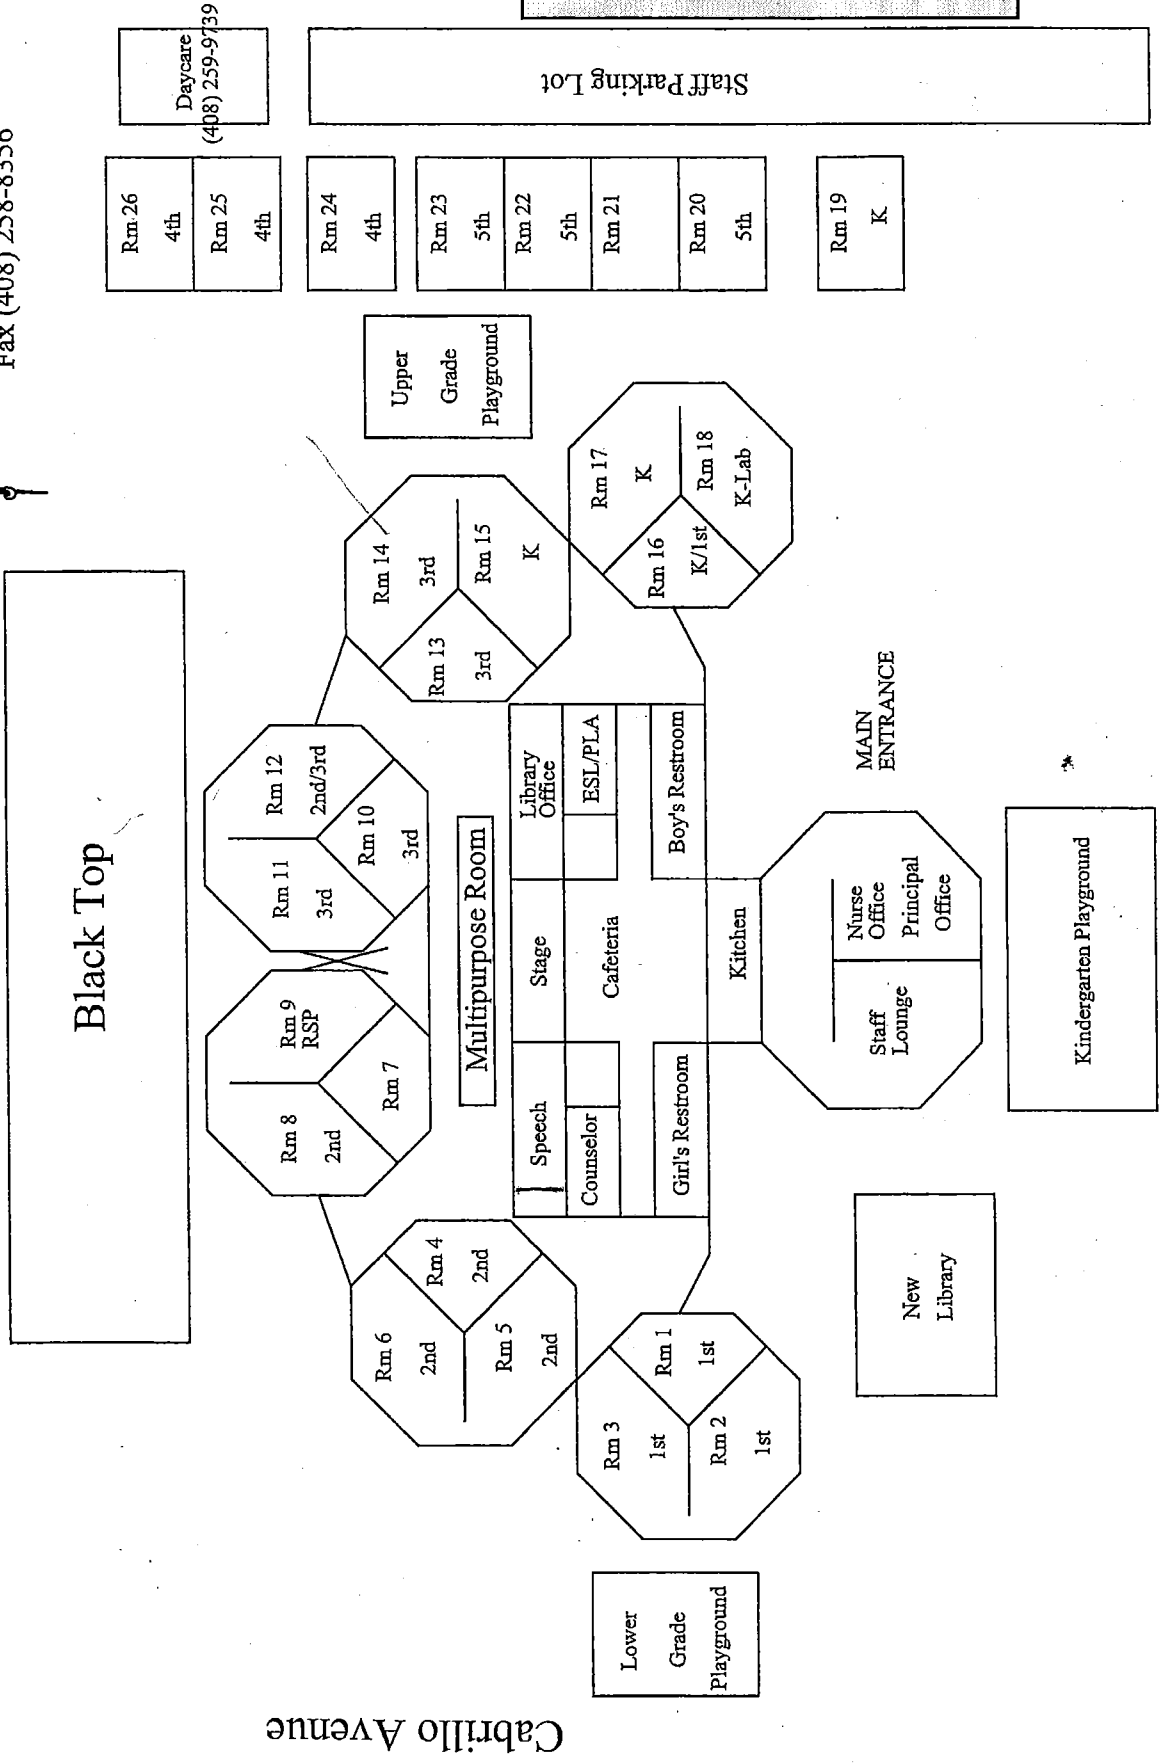 Fax (408) 258-8336
Daycare
(408) 259-9739
Staff Parking Lot
Rm 26
4th
Rm 25
4th
Rm 24
4th
Rm 23
5th
Rm 22
5th
Rm 21
Rm 20
5th
Rm 19
K
Upper
Grade
Playground
Rm 17
K
Rm 18
K-Lab
Rm 16
K/1st
Rm 14
3rd
Rm 15
K
Rm 13
3rd
Black Top
Rm 12
2nd/3rd
Rm 10
3rd
Rm 11
3rd
Rm 9
RSP
Rm 7
Rm 8
2nd
Multipurpose Room
Library
Office
ESL/PLA
Boy's Restroom
Stage
Cafeteria
Kitchen
Speech
Counselor
Girl's Restroom
MAIN
ENTRANCE
Nurse
Office
Principal
Office
Staff
Lounge
Kindergarten Playground
Rm 4
2nd
Rm 6
2nd
Rm 5
2nd
Rm 1
1st
Rm 3
1st
Rm 2
1st
New
Library
Lower
Grade
Playground
Cabrillo Avenue